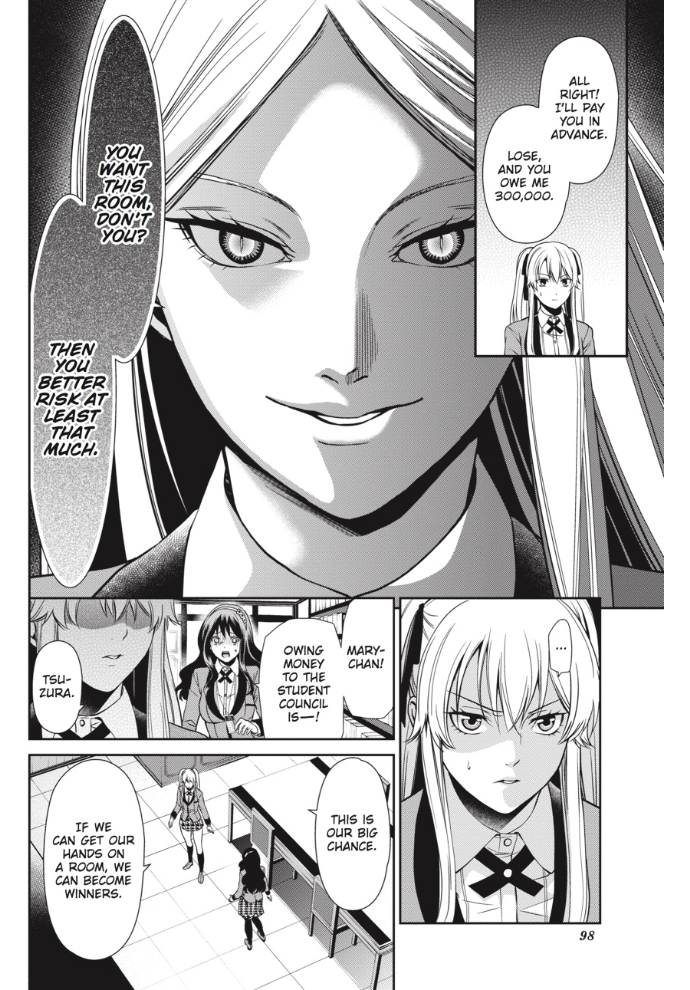 ALL
RIGHT!
I'LL PAY
YOU IN
ADVANCE.
LOSE,
AND YOU
OWE ME
300,000.
YOU
WANT
THIS
ROOM,
DON'T
YOU?
THEN
YOU
BETTER
RISK AT
LEAST
THAT
MUCH.
...
MARY-
CHAN!
OWING
MONEY
TO THE
STUDENT
COUNCIL
IS—!
TSU-
ZURA.
THIS IS
OUR BIG
CHANCE.
IF WE
CAN GET OUR
HANDS ON
A ROOM, WE
CAN BECOME
WINNERS.
98